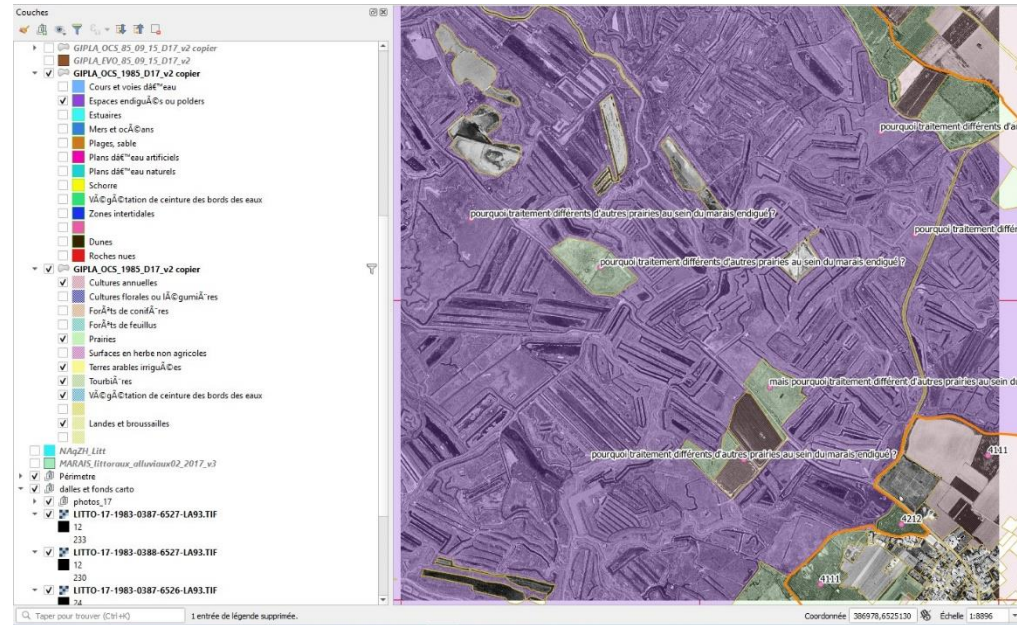 Couches
GIPLA_OCS_85_09_15_D17_v2 copier
GIPLA_EVO_85_09_15_D17_v2
GIPLA_OCS_1985_D17_v2 copier
Cours et voies dâ€™eau
Espaces endiguÃ©s ou polders
Estuaires
Mers et ocÃ©ans
Plages, sable
Plans dâ€™eau artificiels
Plans dâ€™eau naturels
Schorre
VÃ©gÃ©tation de ceinture des bords des eaux
Zones intertidales
Dunes
Roches nues
GIPLA_OCS_1985_D17_v2 copier
Cultures annuelles
Cultures florales ou lÃ©gumiÃ¨res
ForÃªts de conifÃ¨res
ForÃªts de feuillus
Prairies
Surfaces en herbe non agricoles
Terres arables irriguÃ©es
TourbiÃ¨res
VÃ©gÃ©tation de ceinture des bords des eaux
Landes et broussailles
NAqZH_Litt
MARAIS_littoraux_alluviaux02_2017_v3
Périmetre
dalles et fonds carto
photos_17
LITTO-17-1983-0387-6527-LA93.TIF
12
233
LITTO-17-1983-0388-6527-LA93.TIF
12
230
LITTO-17-1983-0387-6526-LA93.TIF
24
pourquoi traitement différents d'a
pourquoi traitement différents d'autres prairies au sein du marais endigué ?
pourquoi traitement différ
pourquoi traitement différents d'autres prairies au sein du marais endigué ?
mais pourquoi traitement différent d'autres prairies au sein du
pourquoi traitement différents d'autres prairies au sein du marais endigué ?
4111
4212
4111
Taper pour trouver (Ctrl+K)
1 entrée de légende supprimée.
Coordonnée 386978,6525130
Échelle 1:8896